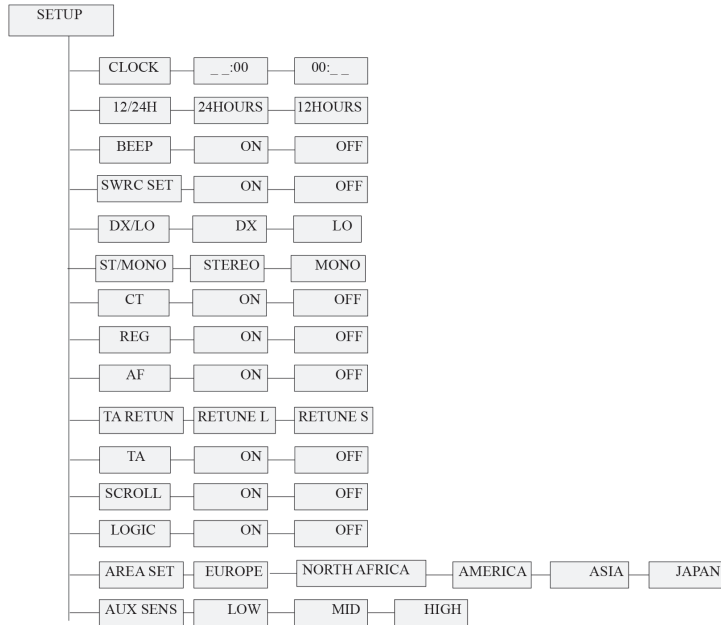 SETUP
CLOCK _ _:00 00:_ _
12/24H 24HOURS 12HOURS
BEEP ON OFF
SWRC SET ON OFF
DX/LO DX LO
ST/MONO STEREO MONO
CT ON OFF
REG ON OFF
AF ON OFF
TA RETUN RETUNE L RETUNE S
TA ON OFF
SCROLL ON OFF
LOGIC ON OFF
AREA SET EUROPE NORTH AFRICA AMERICA ASIA JAPAN
AUX SENS LOW MID HIGH